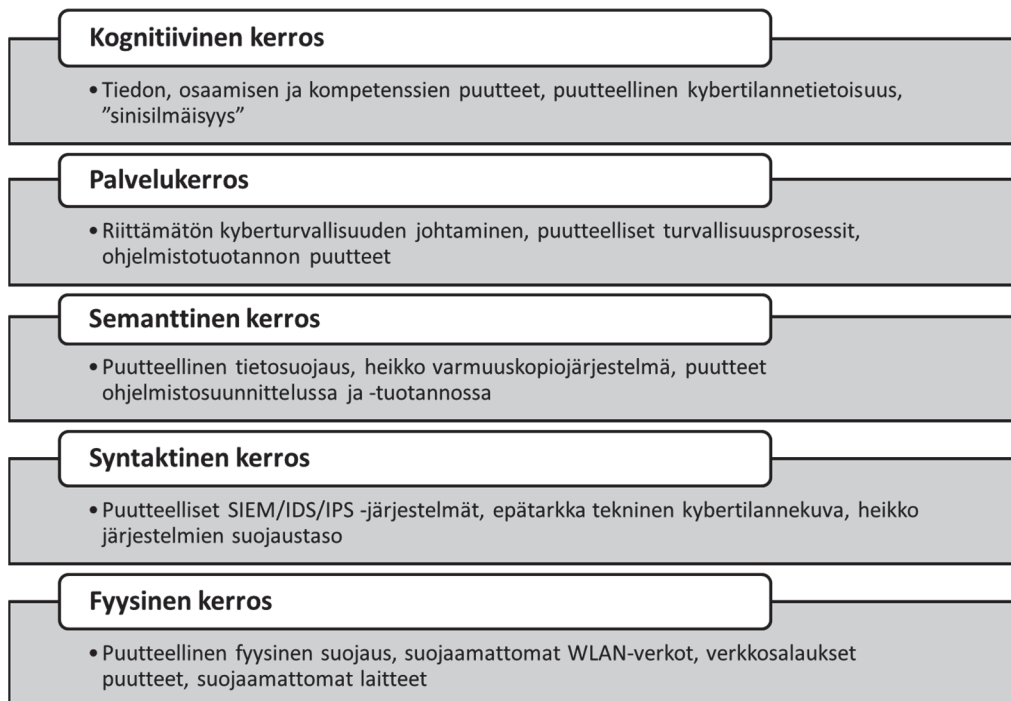 Kognitiivinen kerros
• Tiedon, osaamisen ja kompetenssien puutteet, puutteellinen kybertilannetietoisuus,
”sinisilmäisyys”
Palvelukerros
• Riittämätön kyberturvallisuuden johtaminen, puutteelliset turvallisuusprosessit,
ohjelmistotuotannon puutteet
Semanttinen kerros
• Puutteellinen tietosuojaus, heikko varmuuskopiojärjestelmä, puutteet
ohjelmistosuunnittelussa ja -tuotannossa
Syntaktinen kerros
• Puutteelliset SIEM/IDS/IPS -järjestelmät, epätarkka tekninen kybertilannekuva, heikko
järjestelmien suojaustaso
Fyysinen kerros
• Puutteellinen fyysinen suojaus, suojaamattomat WLAN-verkot, verkkosalaukset
puutteet, suojaamattomat laitteet